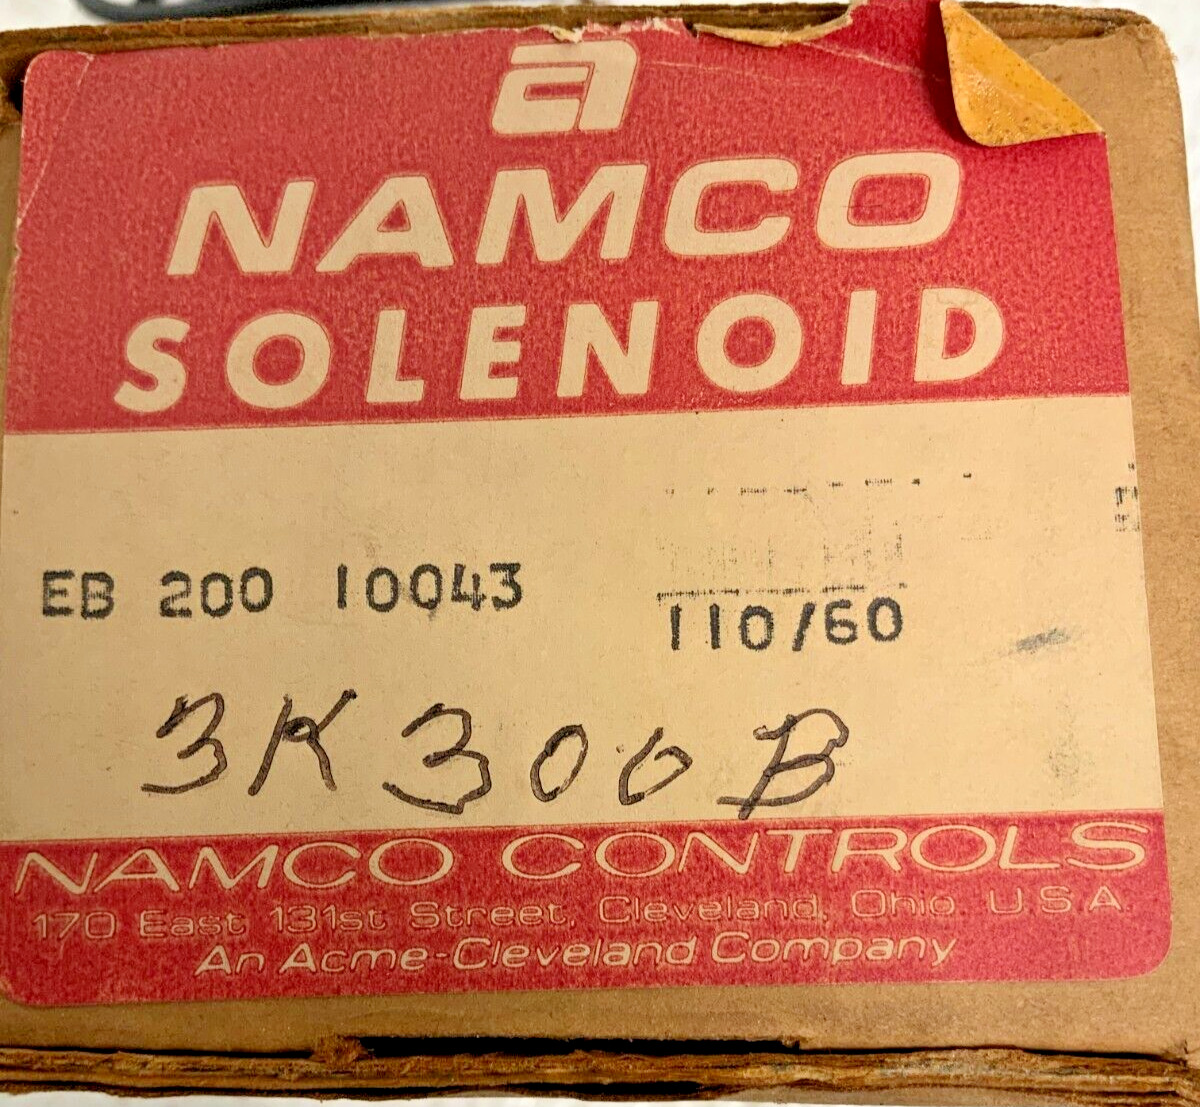 a
NAMCO
SOLENOID
EB 200 10043
110/60
3K300B
NAMCO CONTROLS
170 East 131st Street, Cleveland, Ohio U.S.A.
An Acme-Cleveland Company